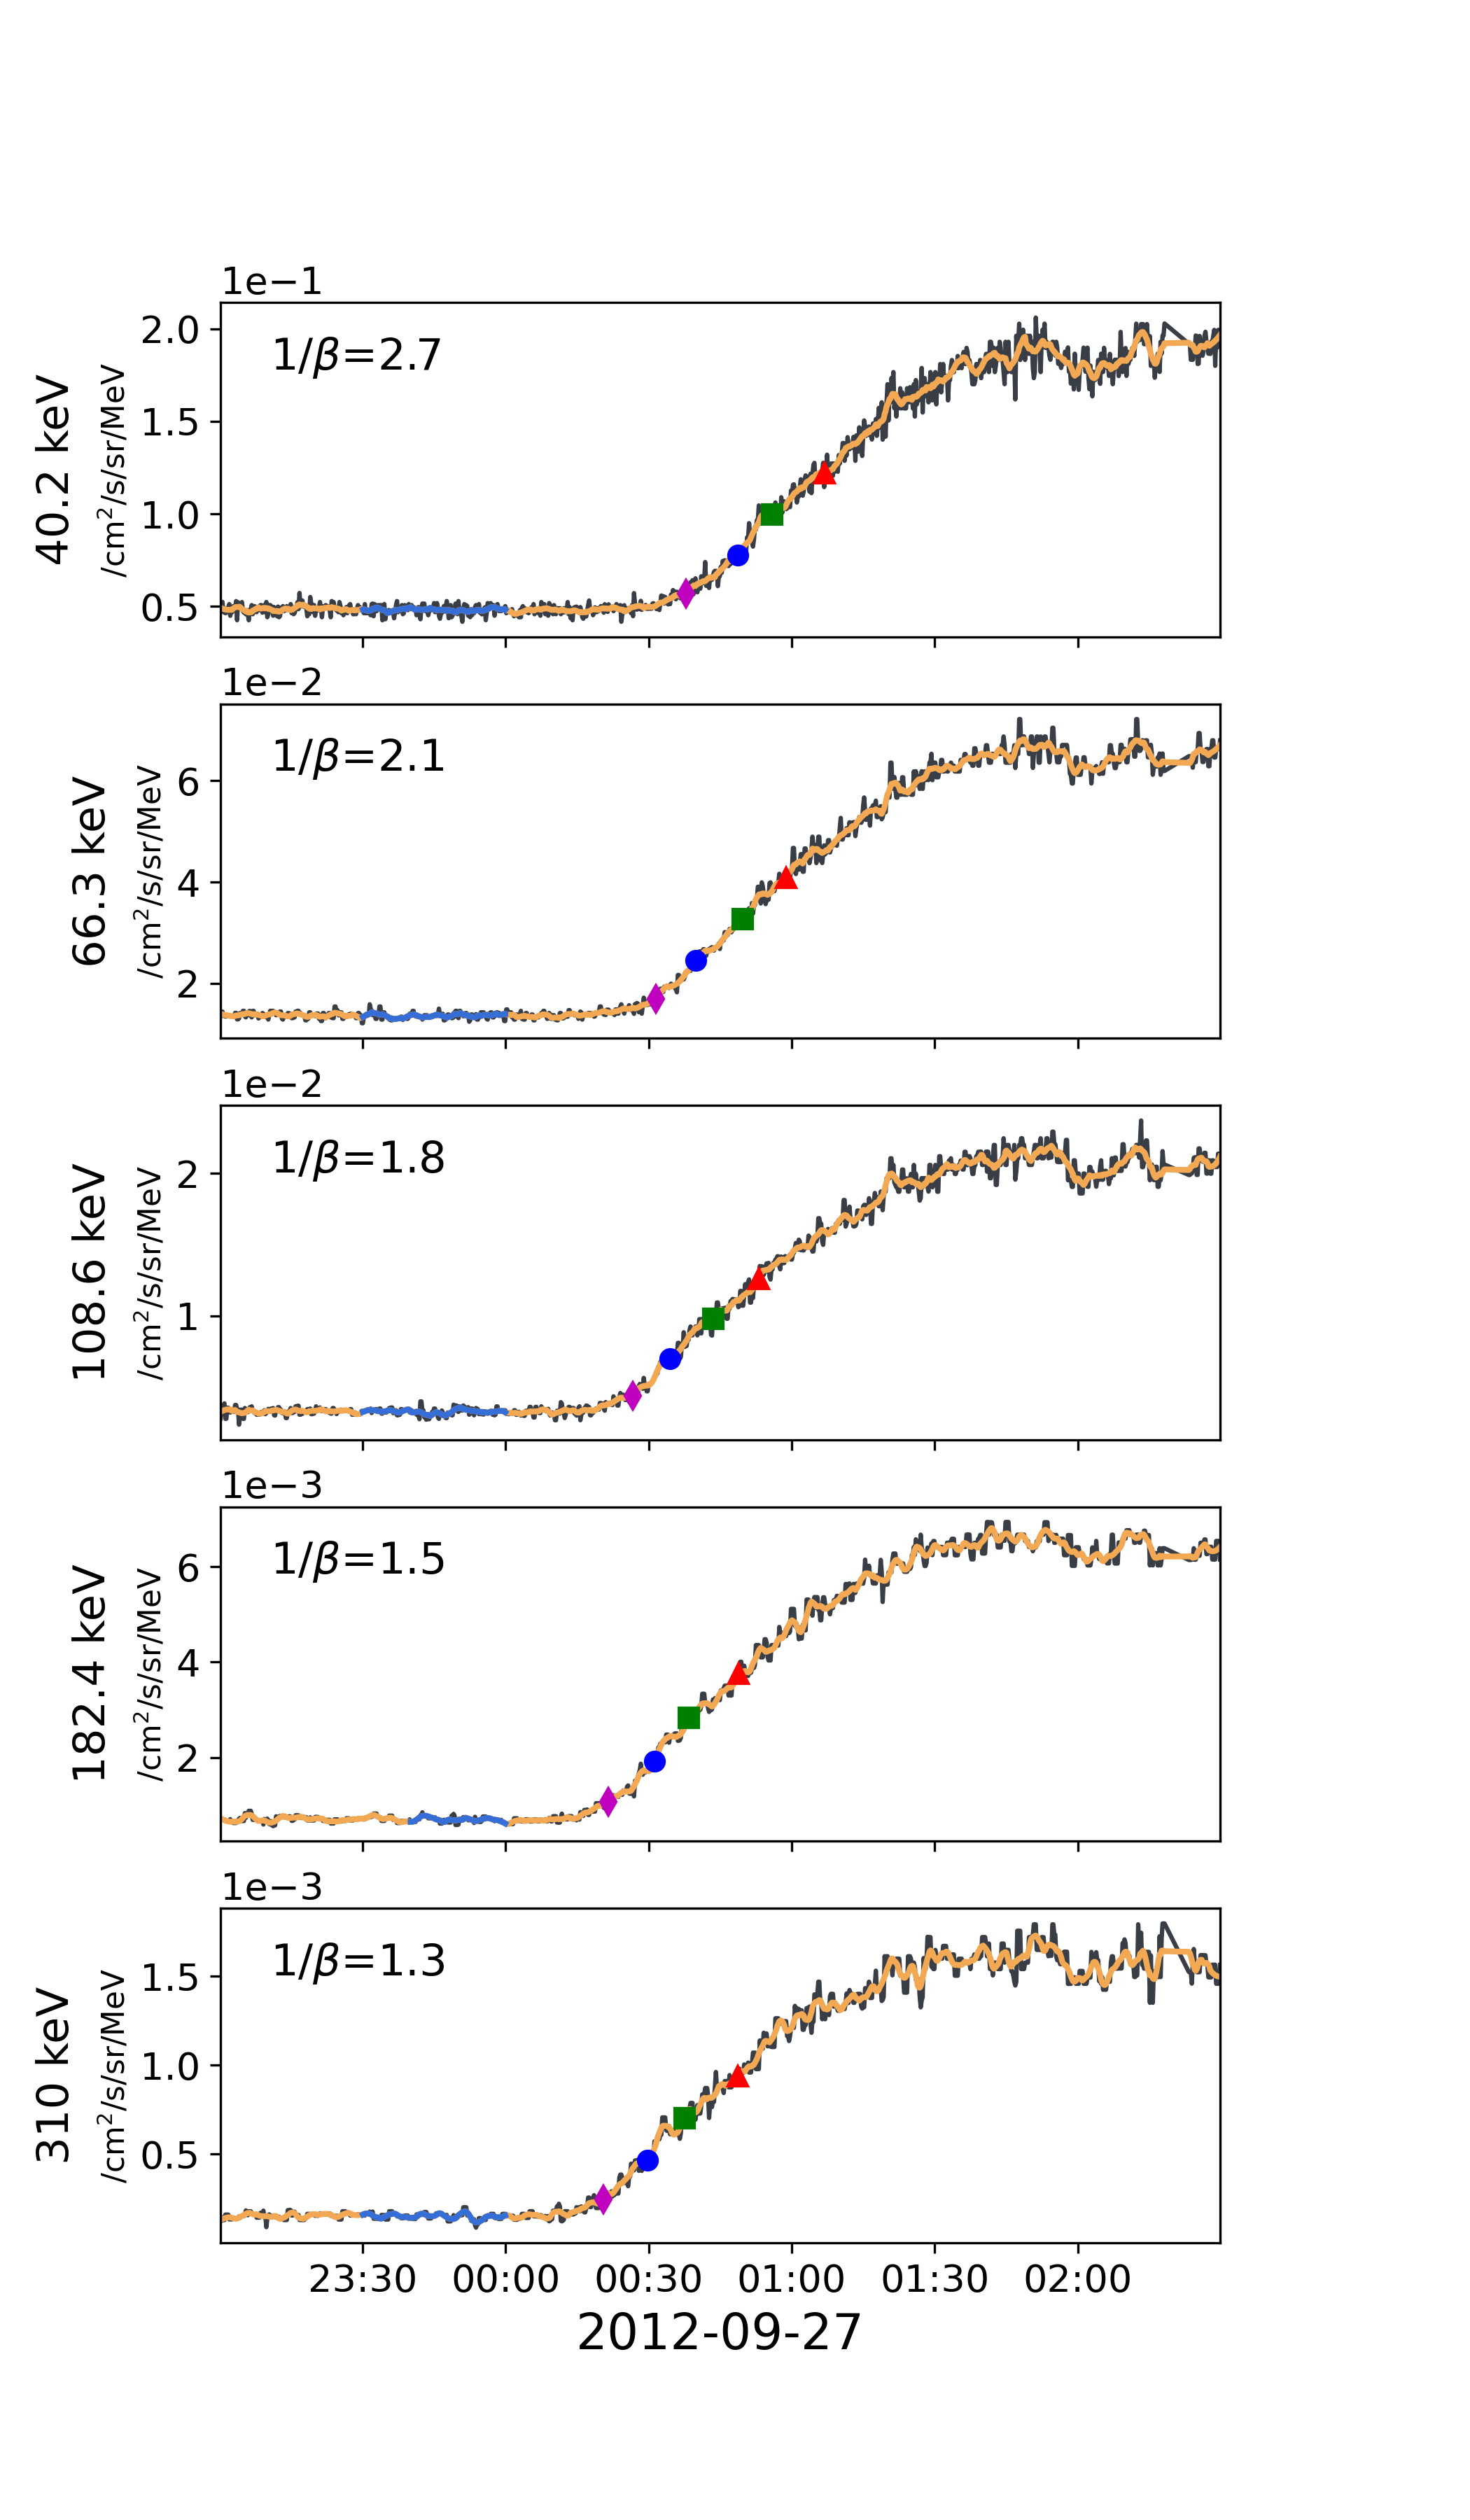 1e−1
40.2 keV
/cm²/s/sr/MeV
2.0
1.5
1.0
0.5
1/β=2.7
1e−2
66.3 keV
/cm²/s/sr/MeV
6
4
2
1/β=2.1
1e−2
108.6 keV
/cm²/s/sr/MeV
2
1
1/β=1.8
1e−3
182.4 keV
/cm²/s/sr/MeV
6
4
2
1/β=1.5
1e−3
310 keV
/cm²/s/sr/MeV
1.5
1.0
0.5
1/β=1.3
23:30 00:00 00:30 01:00 01:30 02:00
2012-09-27